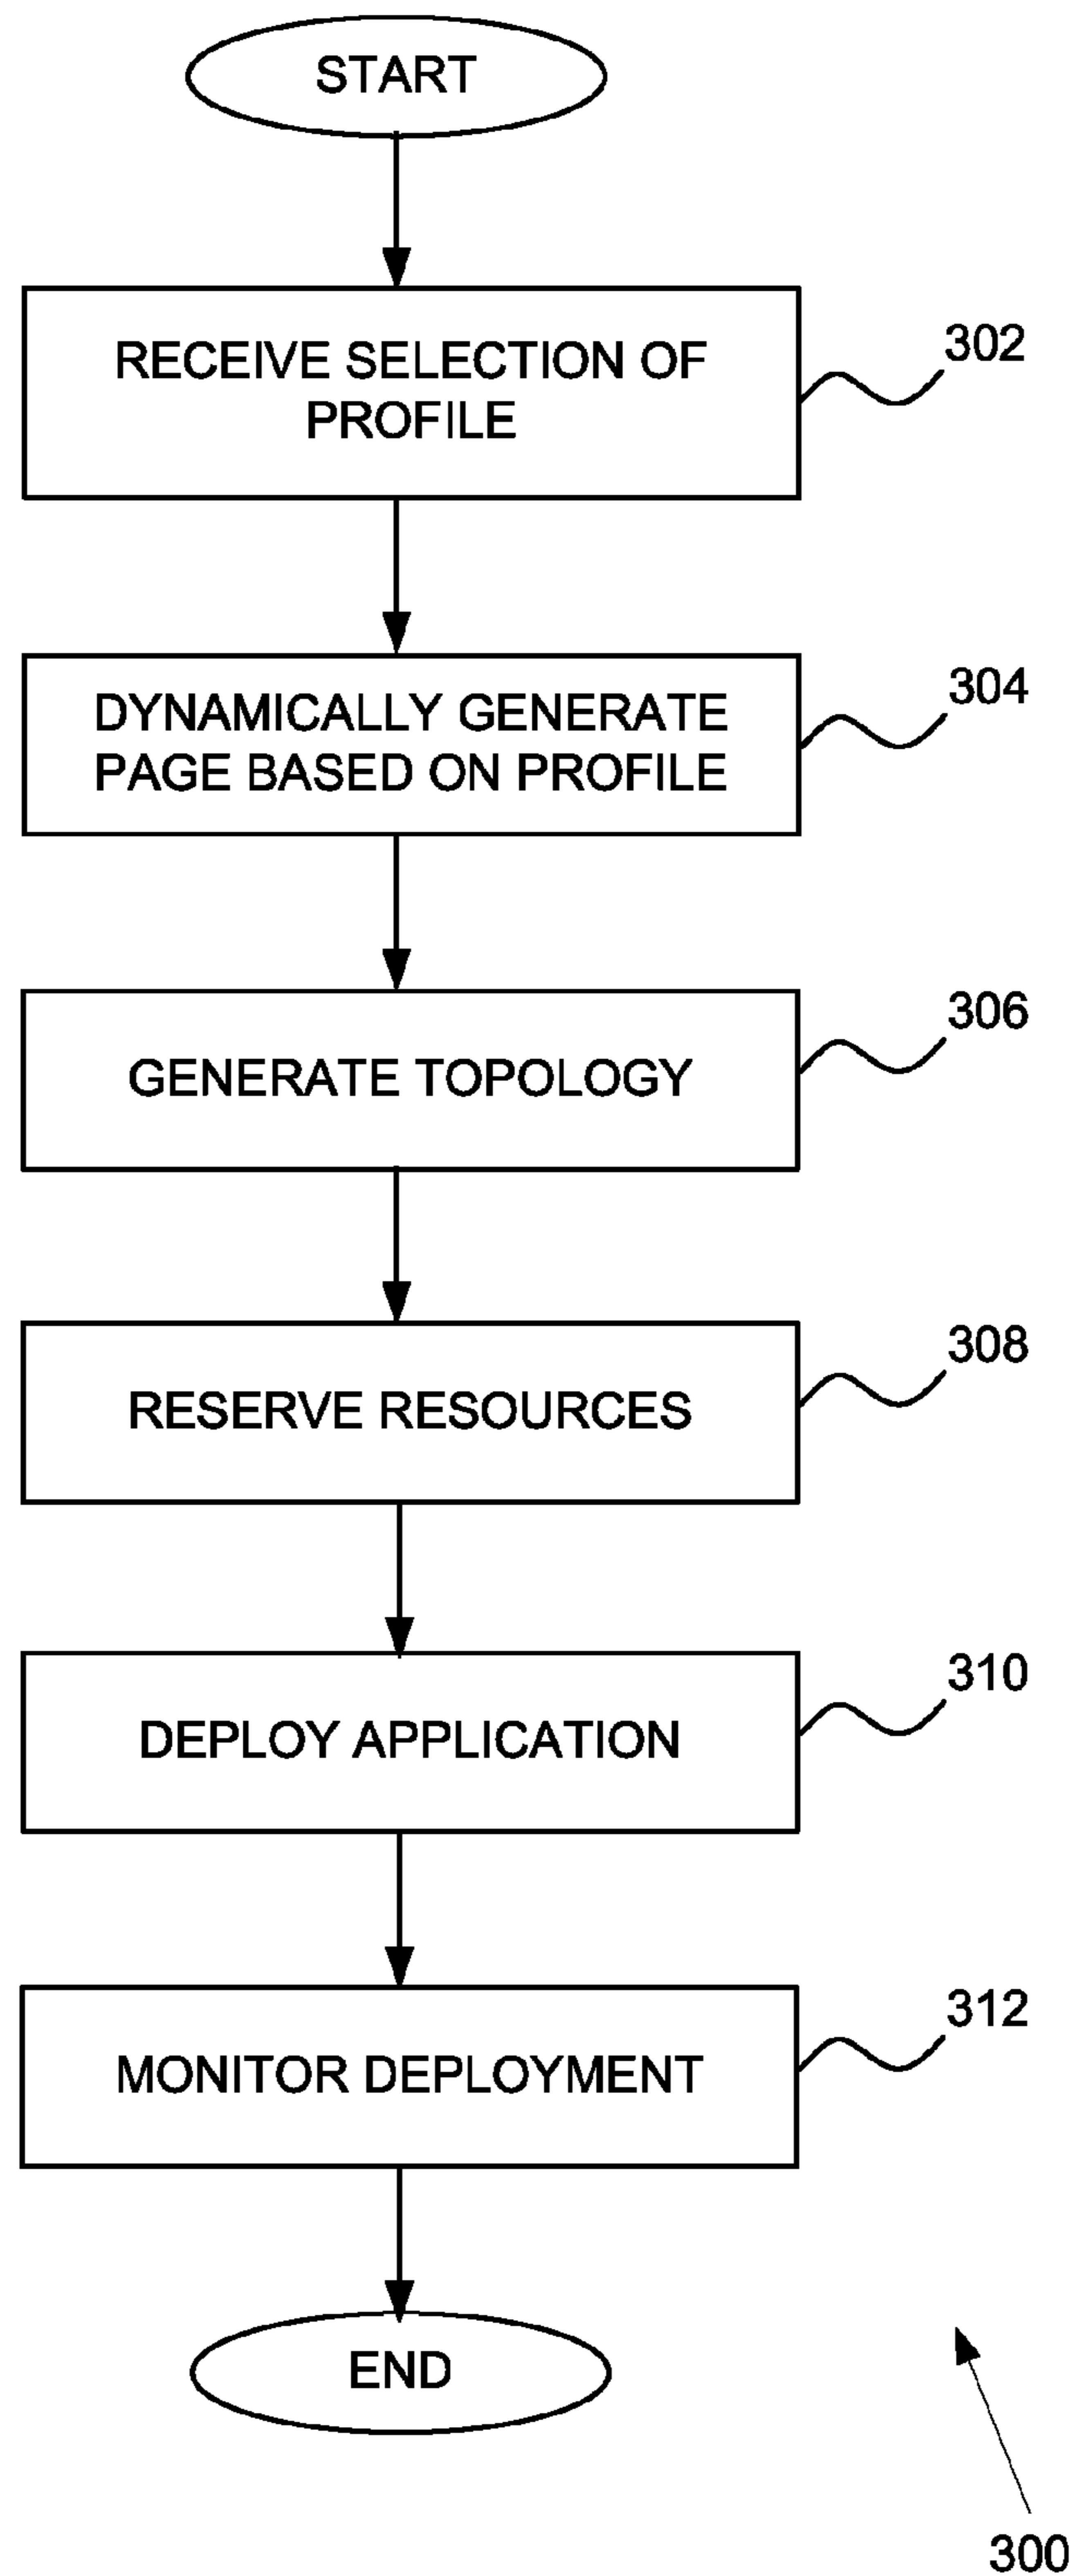 START
RECEIVE SELECTION OF
PROFILE
302
DYNAMICALLY GENERATE
PAGE BASED ON PROFILE
304
GENERATE TOPOLOGY
306
RESERVE RESOURCES
308
DEPLOY APPLICATION
310
MONITOR DEPLOYMENT
312
END
300